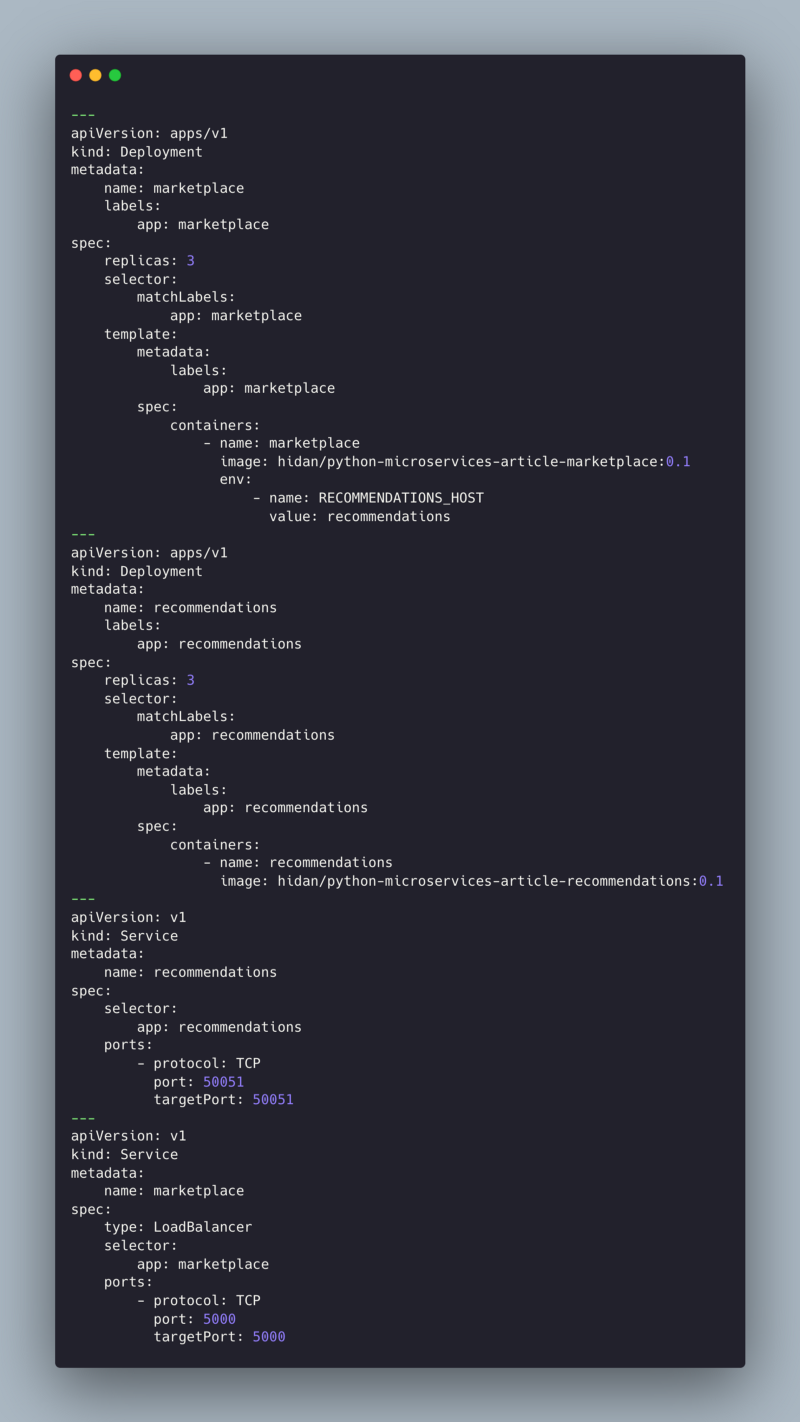 ---
apiVersion: apps/v1
kind: Deployment
metadata:
    name: marketplace
    labels:
        app: marketplace
spec:
    replicas: 3
    selector:
        matchLabels:
            app: marketplace
    template:
        metadata:
            labels:
                app: marketplace
        spec:
            containers:
                - name: marketplace
                  image: hidan/python-microservices-article-marketplace:0.1
                  env:
                      - name: RECOMMENDATIONS_HOST
                        value: recommendations
---
apiVersion: apps/v1
kind: Deployment
metadata:
    name: recommendations
    labels:
        app: recommendations
spec:
    replicas: 3
    selector:
        matchLabels:
            app: recommendations
    template:
        metadata:
            labels:
                app: recommendations
        spec:
            containers:
                - name: recommendations
                  image: hidan/python-microservices-article-recommendations:0.1
---
apiVersion: v1
kind: Service
metadata:
    name: recommendations
spec:
    selector:
        app: recommendations
    ports:
        - protocol: TCP
          port: 50051
          targetPort: 50051
---
apiVersion: v1
kind: Service
metadata:
    name: marketplace
spec:
    type: LoadBalancer
    selector:
        app: marketplace
    ports:
        - protocol: TCP
          port: 5000
          targetPort: 5000